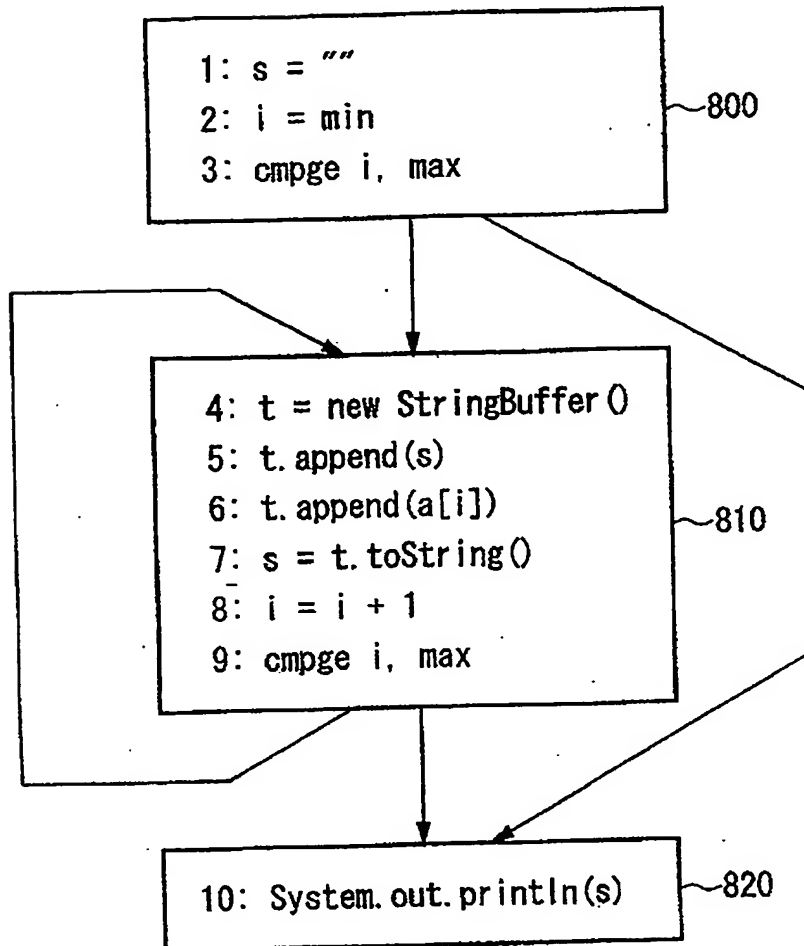 1: s = ""
2: i = min
3: cmpge i, max
800
4: t = new StringBuffer()
5: t.append(s)
6: t.append(a[i])
7: s = t.toString()
8: i = i + 1
9: cmpge i, max
810
10: System.out.println(s)
820